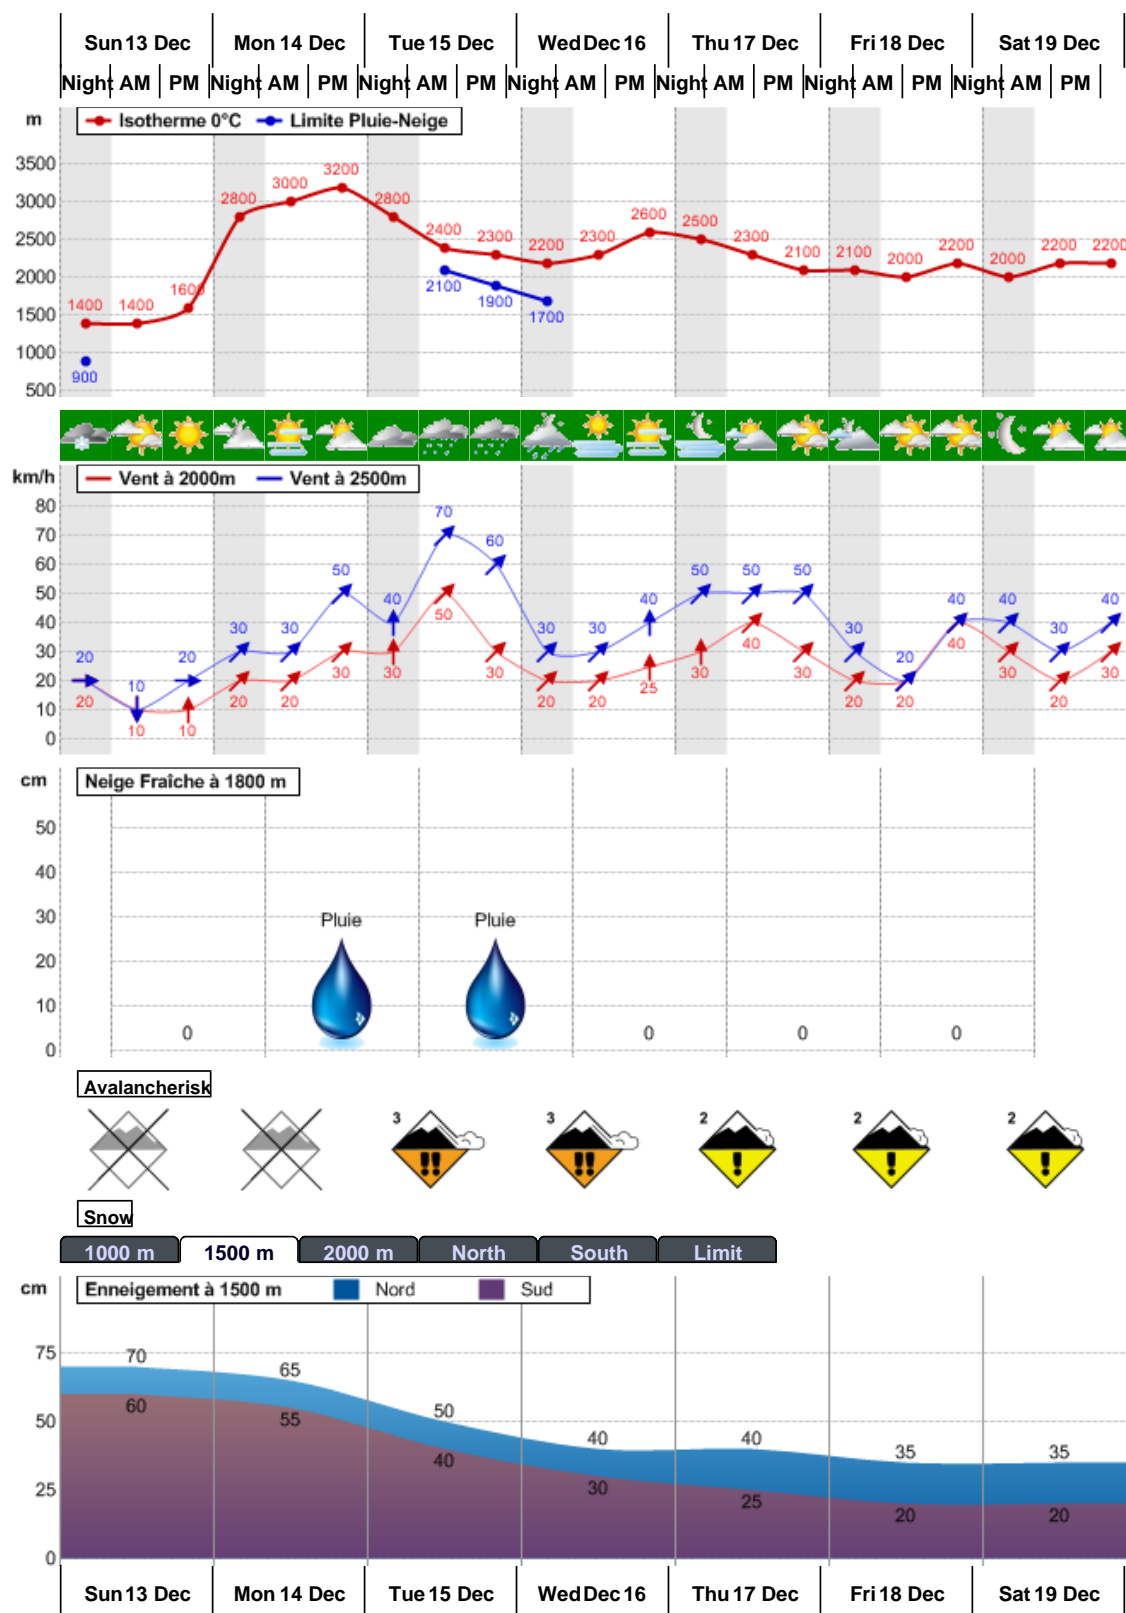 Sun 13 Dec Mon 14 Dec Tue 15 Dec Wed Dec 16 Thu 17 Dec Fri 18 Dec Sat 19 Dec
Night AM PM Night AM PM Night AM PM Night AM PM Night AM PM Night AM PM Night AM PM
m
Isotherme 0°C Limite Pluie-Neige
3500
3000
2500
2000
1500
1000
500
1400 1400 1600 2800 3000 3200 2800 2400 2300 2200 2300 2600 2500 2300 2100 2100 2000 2200 2000 2200 2200
900 2100 1900 1700
km/h
Vent à 2000m Vent à 2500m
80
70
60
50
40
30
20
10
0
20 10 20 30 30 50 40 70 60 30 30 40 50 50 50 30 20 40 40 30 40
20 10 10 20 20 30 30 50 30 20 20 25 30 40 30 20 20 40 30 20 30
cm
Neige Fraîche à 1800 m
50
40
30
20
10
0
Pluie Pluie
0 0 0 0
Avalancherisk
3 3 2 2 2
Snow
1000 m 1500 m 2000 m North South Limit
cm
Enneigement à 1500 m Nord Sud
75
50
25
0
70 65 50 40 40 35 35
60 55 40 30 25 20 20
Sun 13 Dec Mon 14 Dec Tue 15 Dec Wed Dec 16 Thu 17 Dec Fri 18 Dec Sat 19 Dec